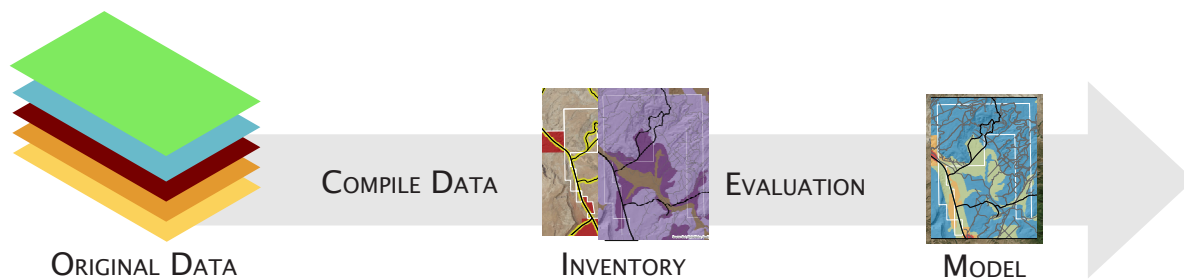 Compile Data
Evaluation
Original Data
Inventory
Model